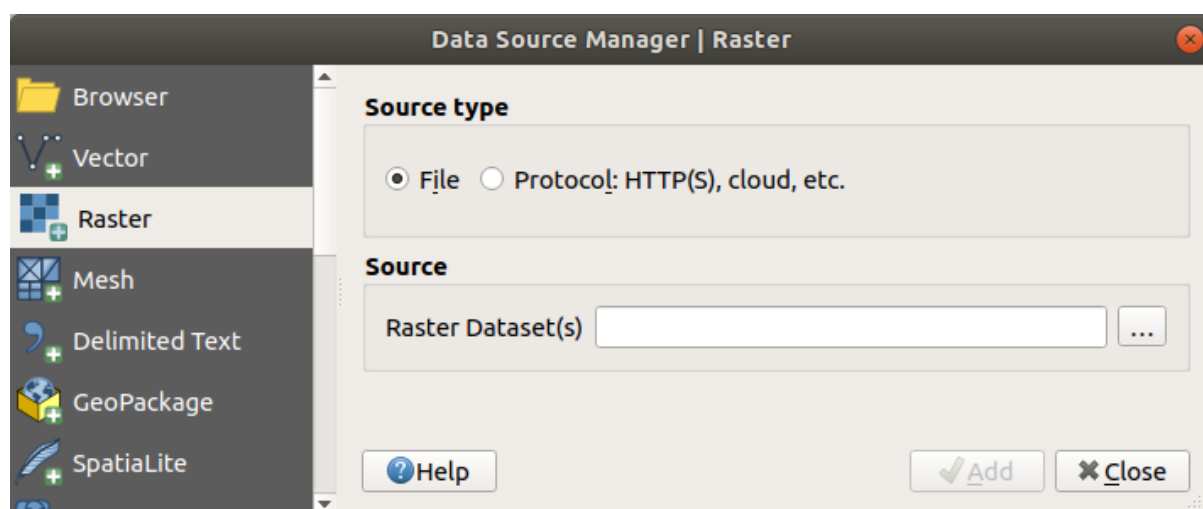 Data Source Manager | Raster
Browser
Vector
Raster
Mesh
Delimited Text
GeoPackage
SpatiaLite
Source type
File
Protocol: HTTP(S), cloud, etc.
Source
Raster Dataset(s)
...
Help
Add
Close